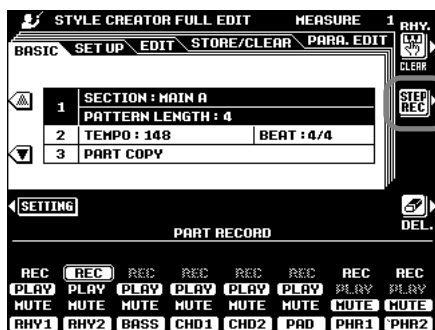 STYLE CREATOR FULL EDIT MEASURE 1
RHY.
BASIC SET UP EDIT STORE/CLEAR PARA. EDIT
CLEAR
1 SECTION : MAIN A
PATTERN LENGTH : 4
STEP
REC
2 TEMPO : 148 BEAT : 4/4
3 PART COPY
SETTING
DEL.
PART RECORD
REC REC REC REC REC REC REC REC
PLAY PLAY PLAY PLAY PLAY PLAY PLAY PLAY
MUTE MUTE MUTE MUTE MUTE MUTE MUTE MUTE
RHY1 RHY2 BASS CHD1 CHD2 PAD PHR1 PHR2